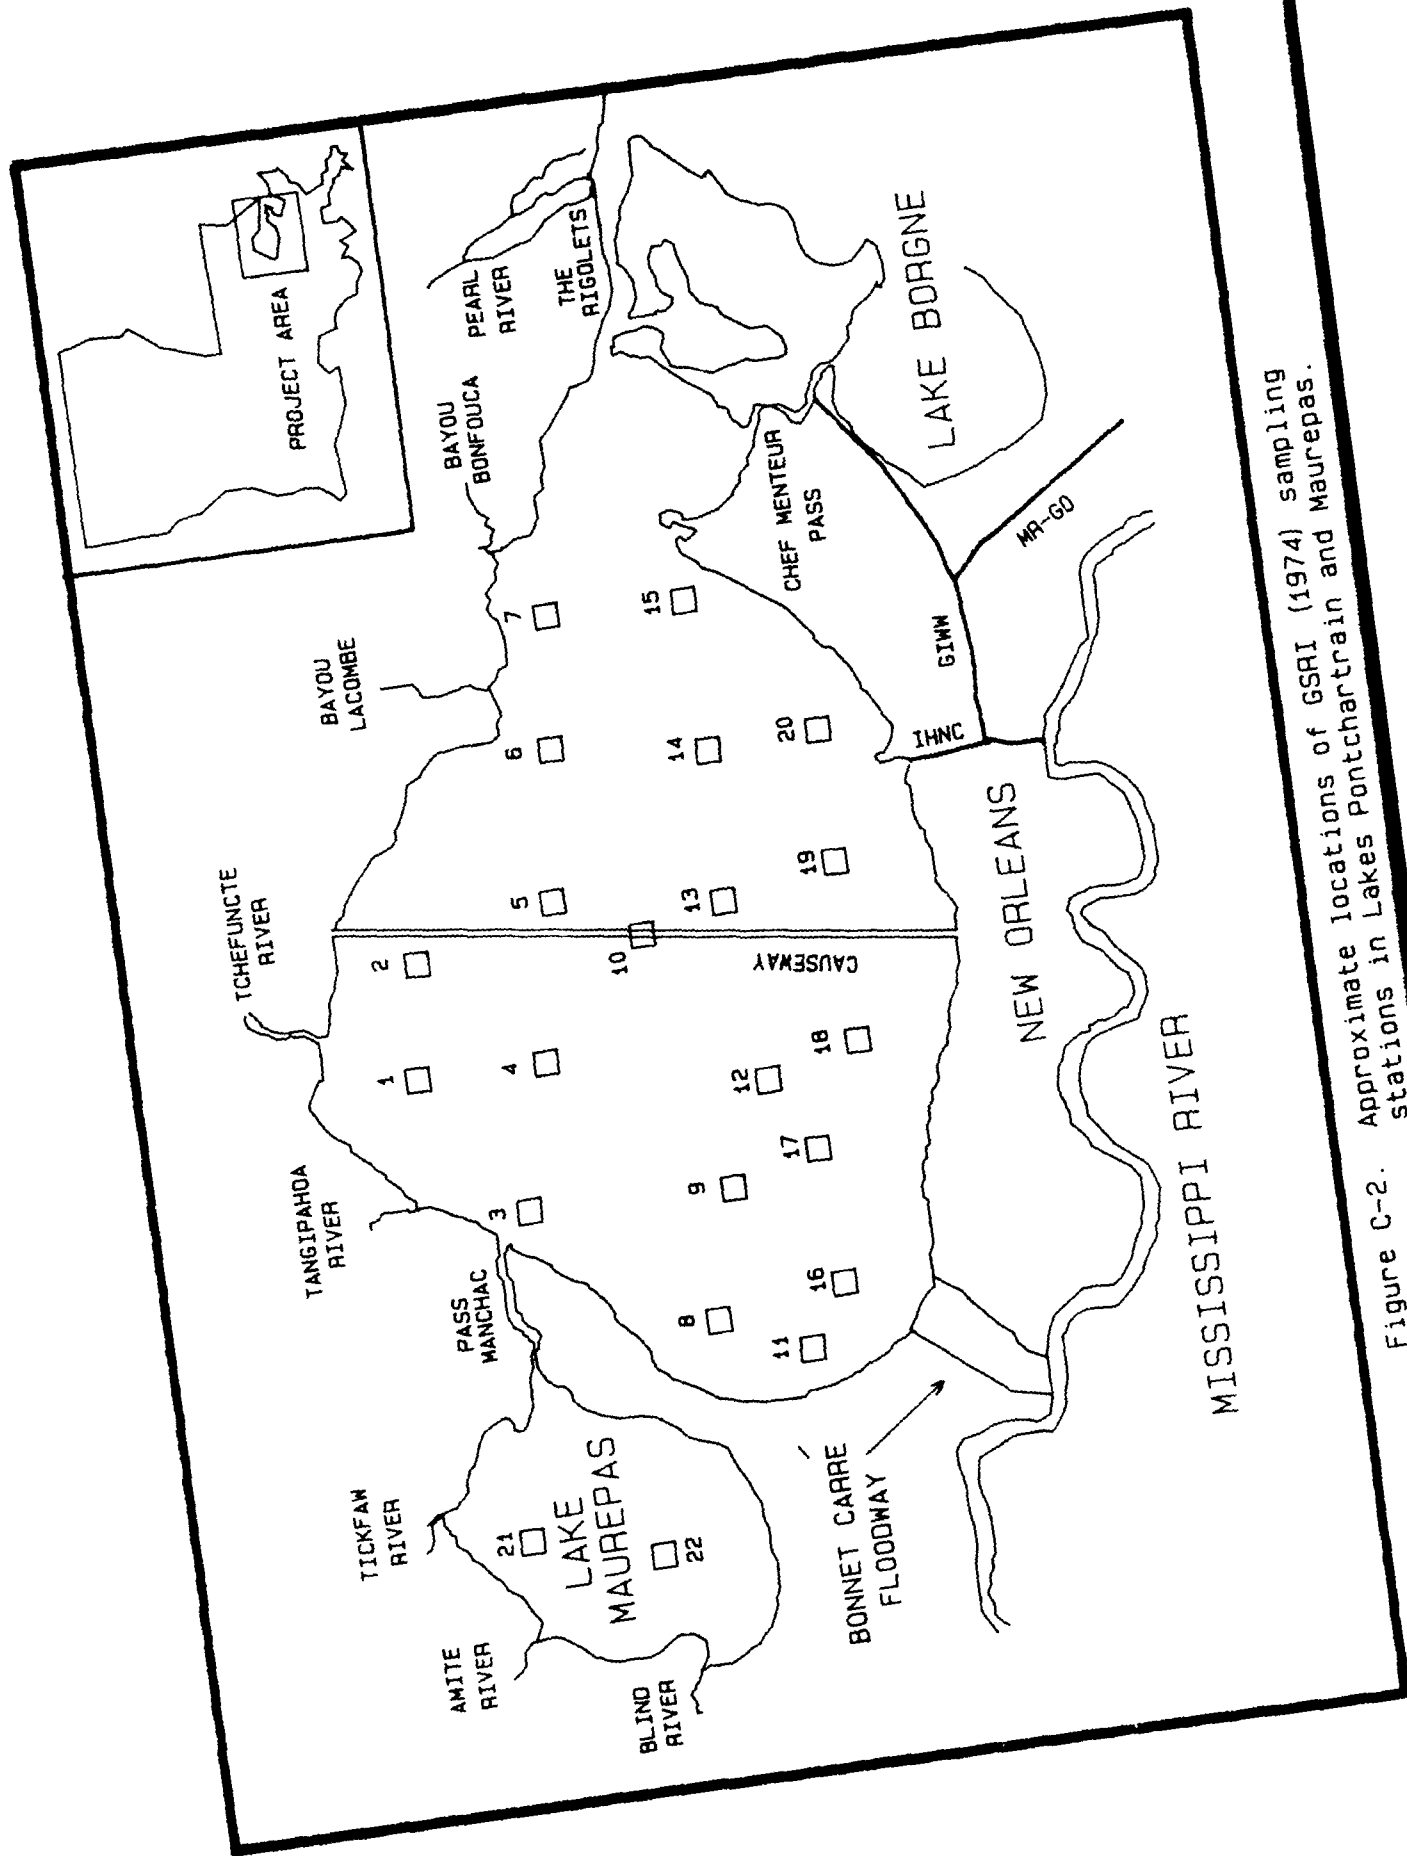 PROJECT AREA
PEARL
RIVER
THE
RIGOLETS
BAYOU
BONFOUCA
BAYOU
LACOMBE
TCHEFUNCTE
RIVER
TANGIPAHOA
RIVER
PASS
MANCHAC
TICKFAW
RIVER
AMITE
RIVER
BLIND
RIVER
LAKE
MAUREPAS
21
22
1
2
3
4
5
6
7
8
9
10
11
12
13
14
15
16
17
18
19
20
CAUSEWAY
CHEF MENTEUR
PASS
LAKE BORGNE
MR-GO
GIWW
IHNC
NEW ORLEANS
BONNET CARRE
FLOODWAY
MISSISSIPPI RIVER
Figure C-2. Approximate locations of GSRI (1974) sampling
stations in Lakes Pontchartrain and Maurepas.